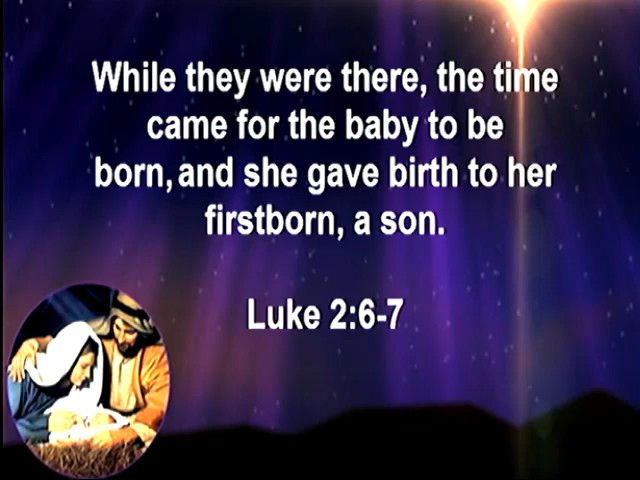 While they were there, the time
came for the baby to be
born, and she gave birth to her
firstborn, a son.
Luke 2:6-7